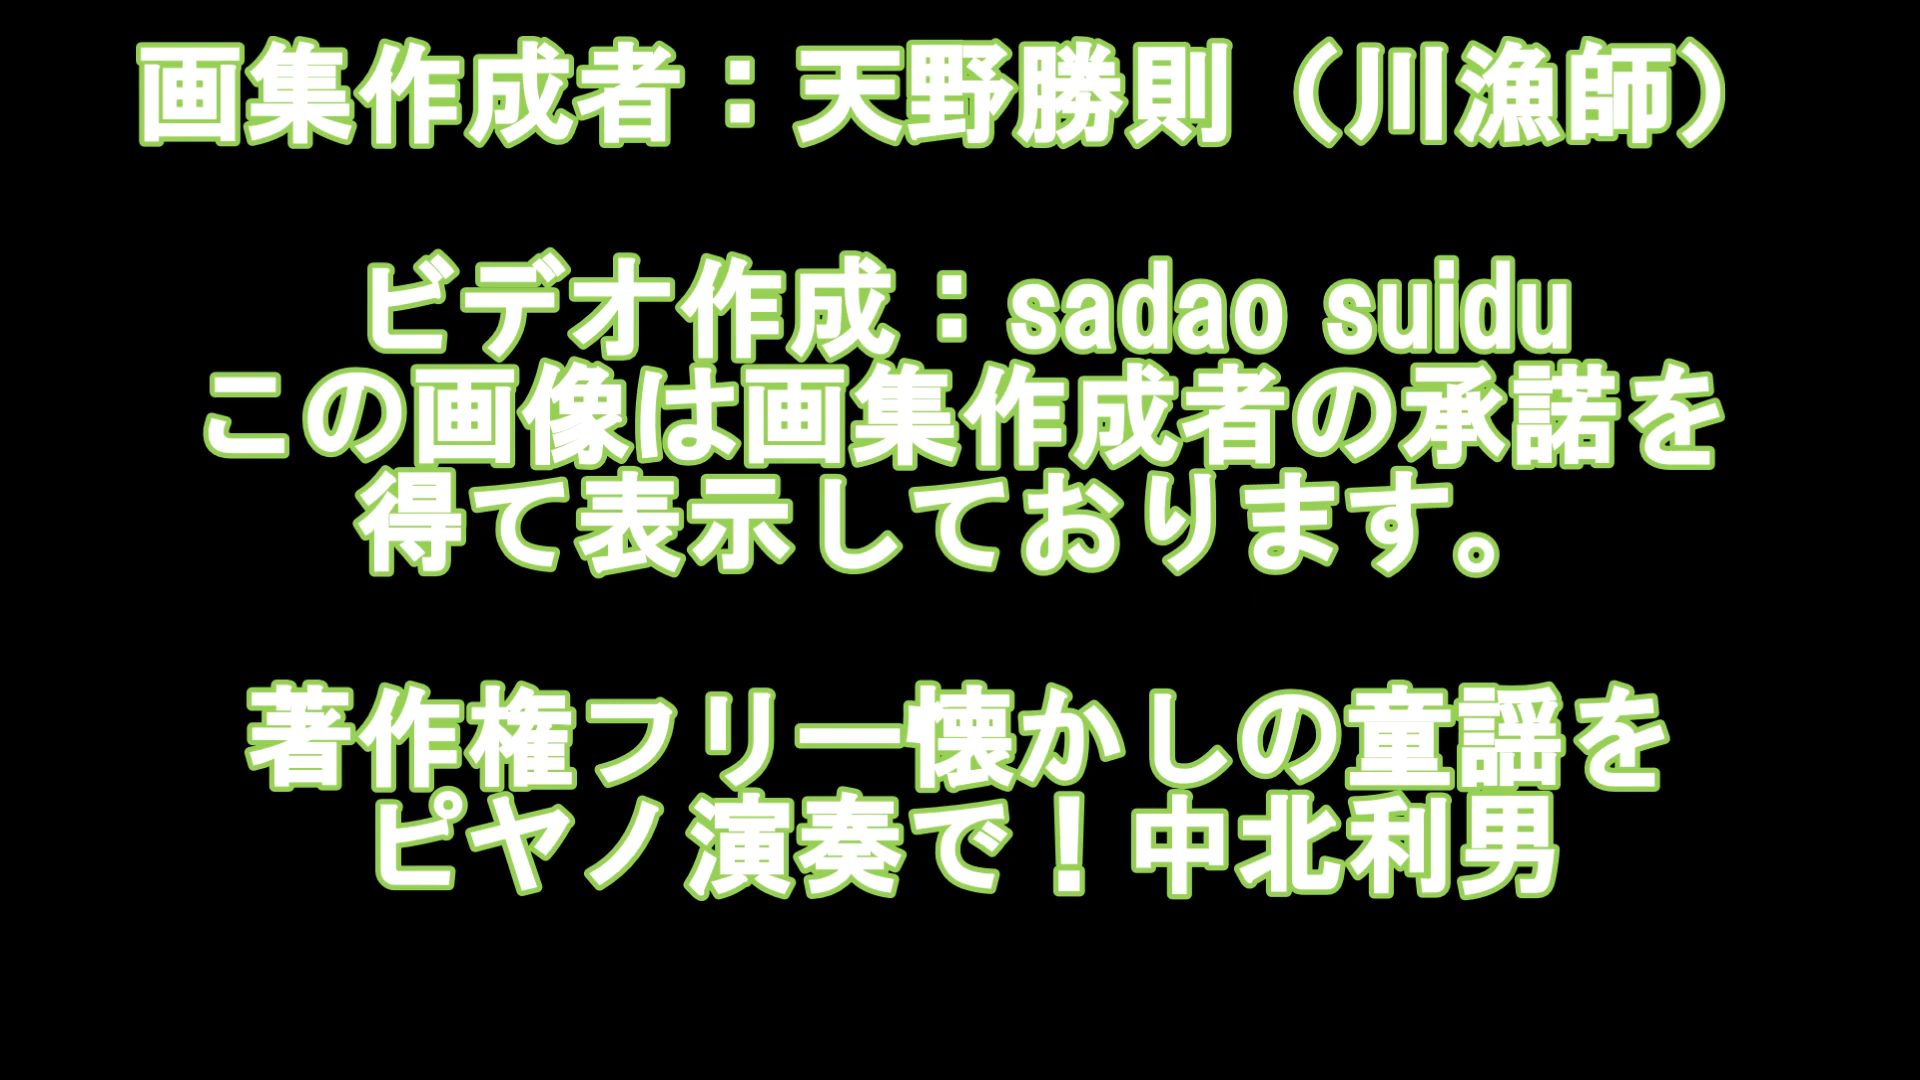 画集作成者：天野勝則（川漁師）
ビデオ作成：sadao suidu
この画像は画集作成者の承諾を
得て表示しております。
著作権フリー懐かしの童謡を
ピヤノ演奏で！中北利男